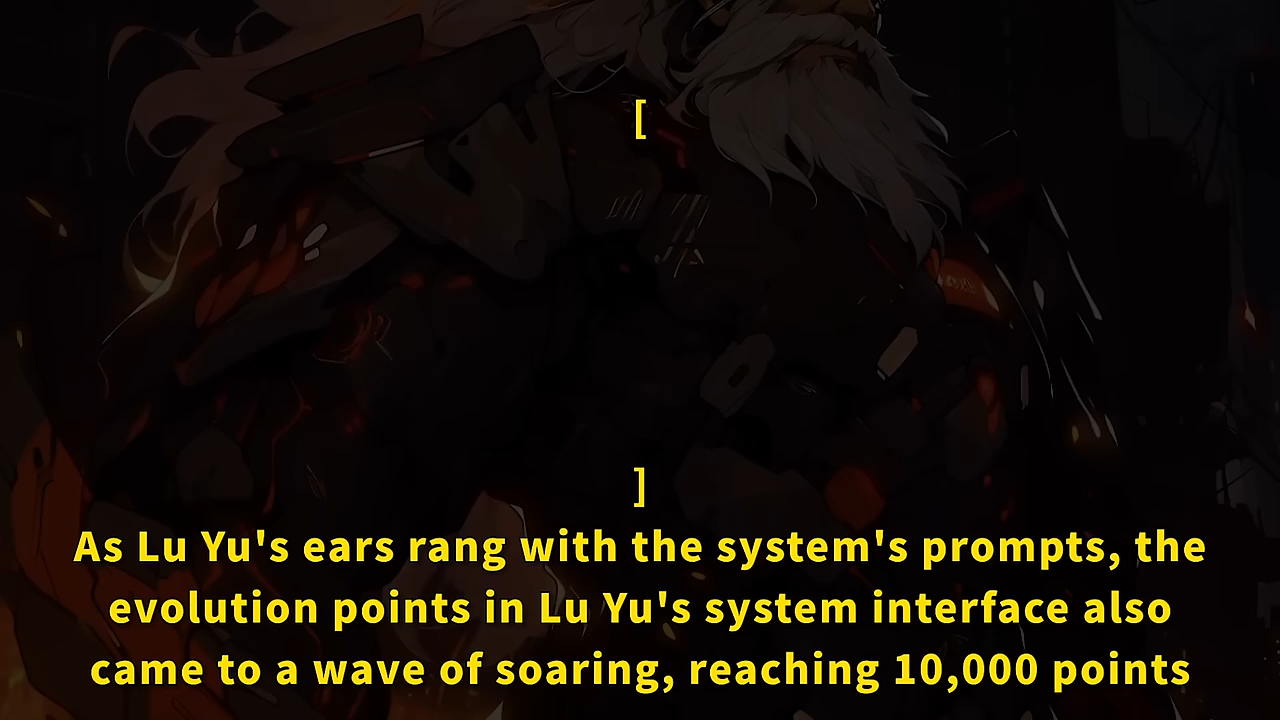 [
]
As Lu Yu's ears rang with the system's prompts, the
evolution points in Lu Yu's system interface also
came to a wave of soaring, reaching 10,000 points